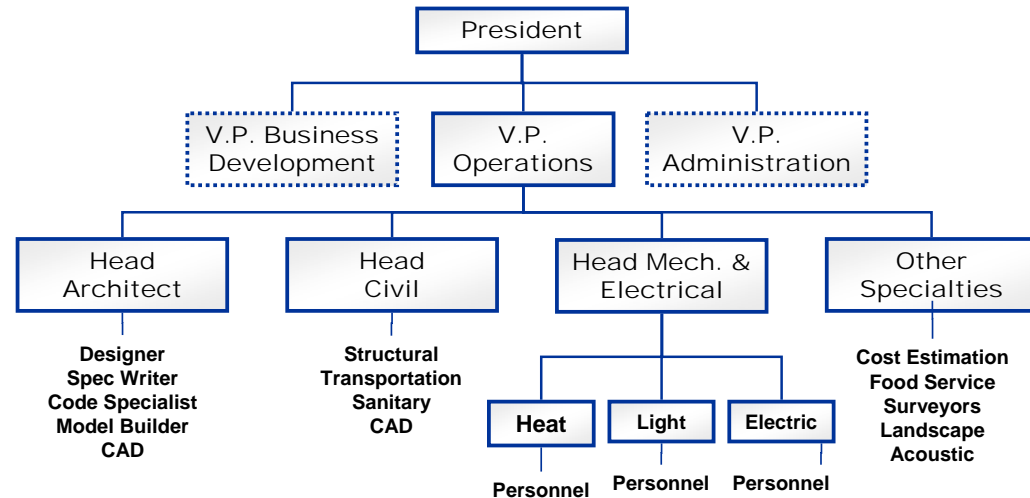 President
V.P. Business
Development
V.P.
Operations
V.P.
Administration
Head
Architect
Head
Civil
Head Mech. &
Electrical
Other
Specialties
Designer
Spec Writer
Code Specialist
Model Builder
CAD
Structural
Transportation
Sanitary
CAD
Heat
Light
Electric
Personnel
Personnel
Personnel
Cost Estimation
Food Service
Surveyors
Landscape
Acoustic